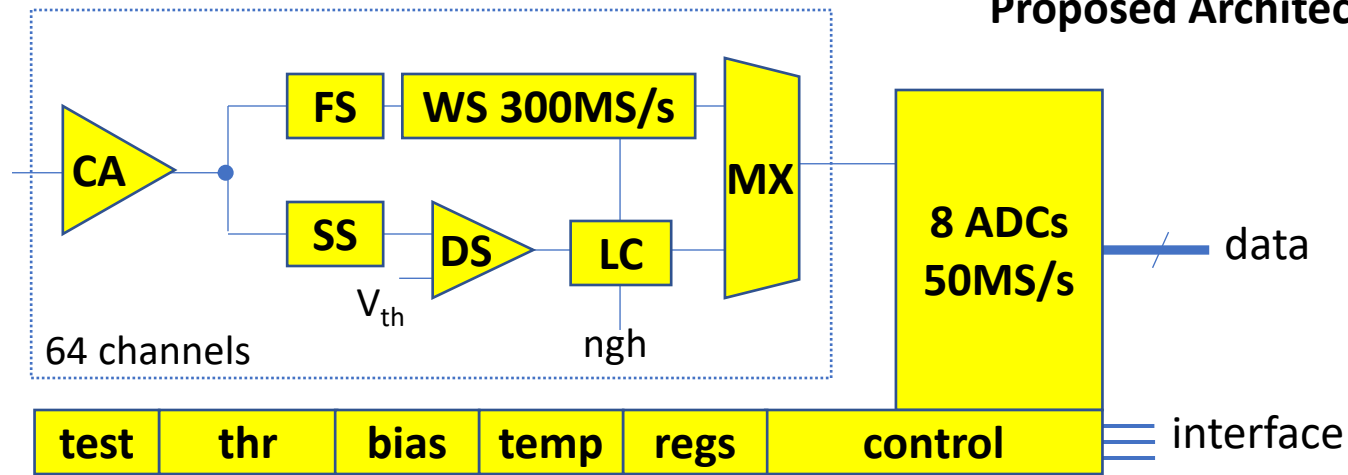 Proposed Architec
FS
WS 300MS/s
CA
MX
SS
DS
LC
8 ADCs
50MS/s
data
Vth
ngh
64 channels
test thr bias temp regs control
interface